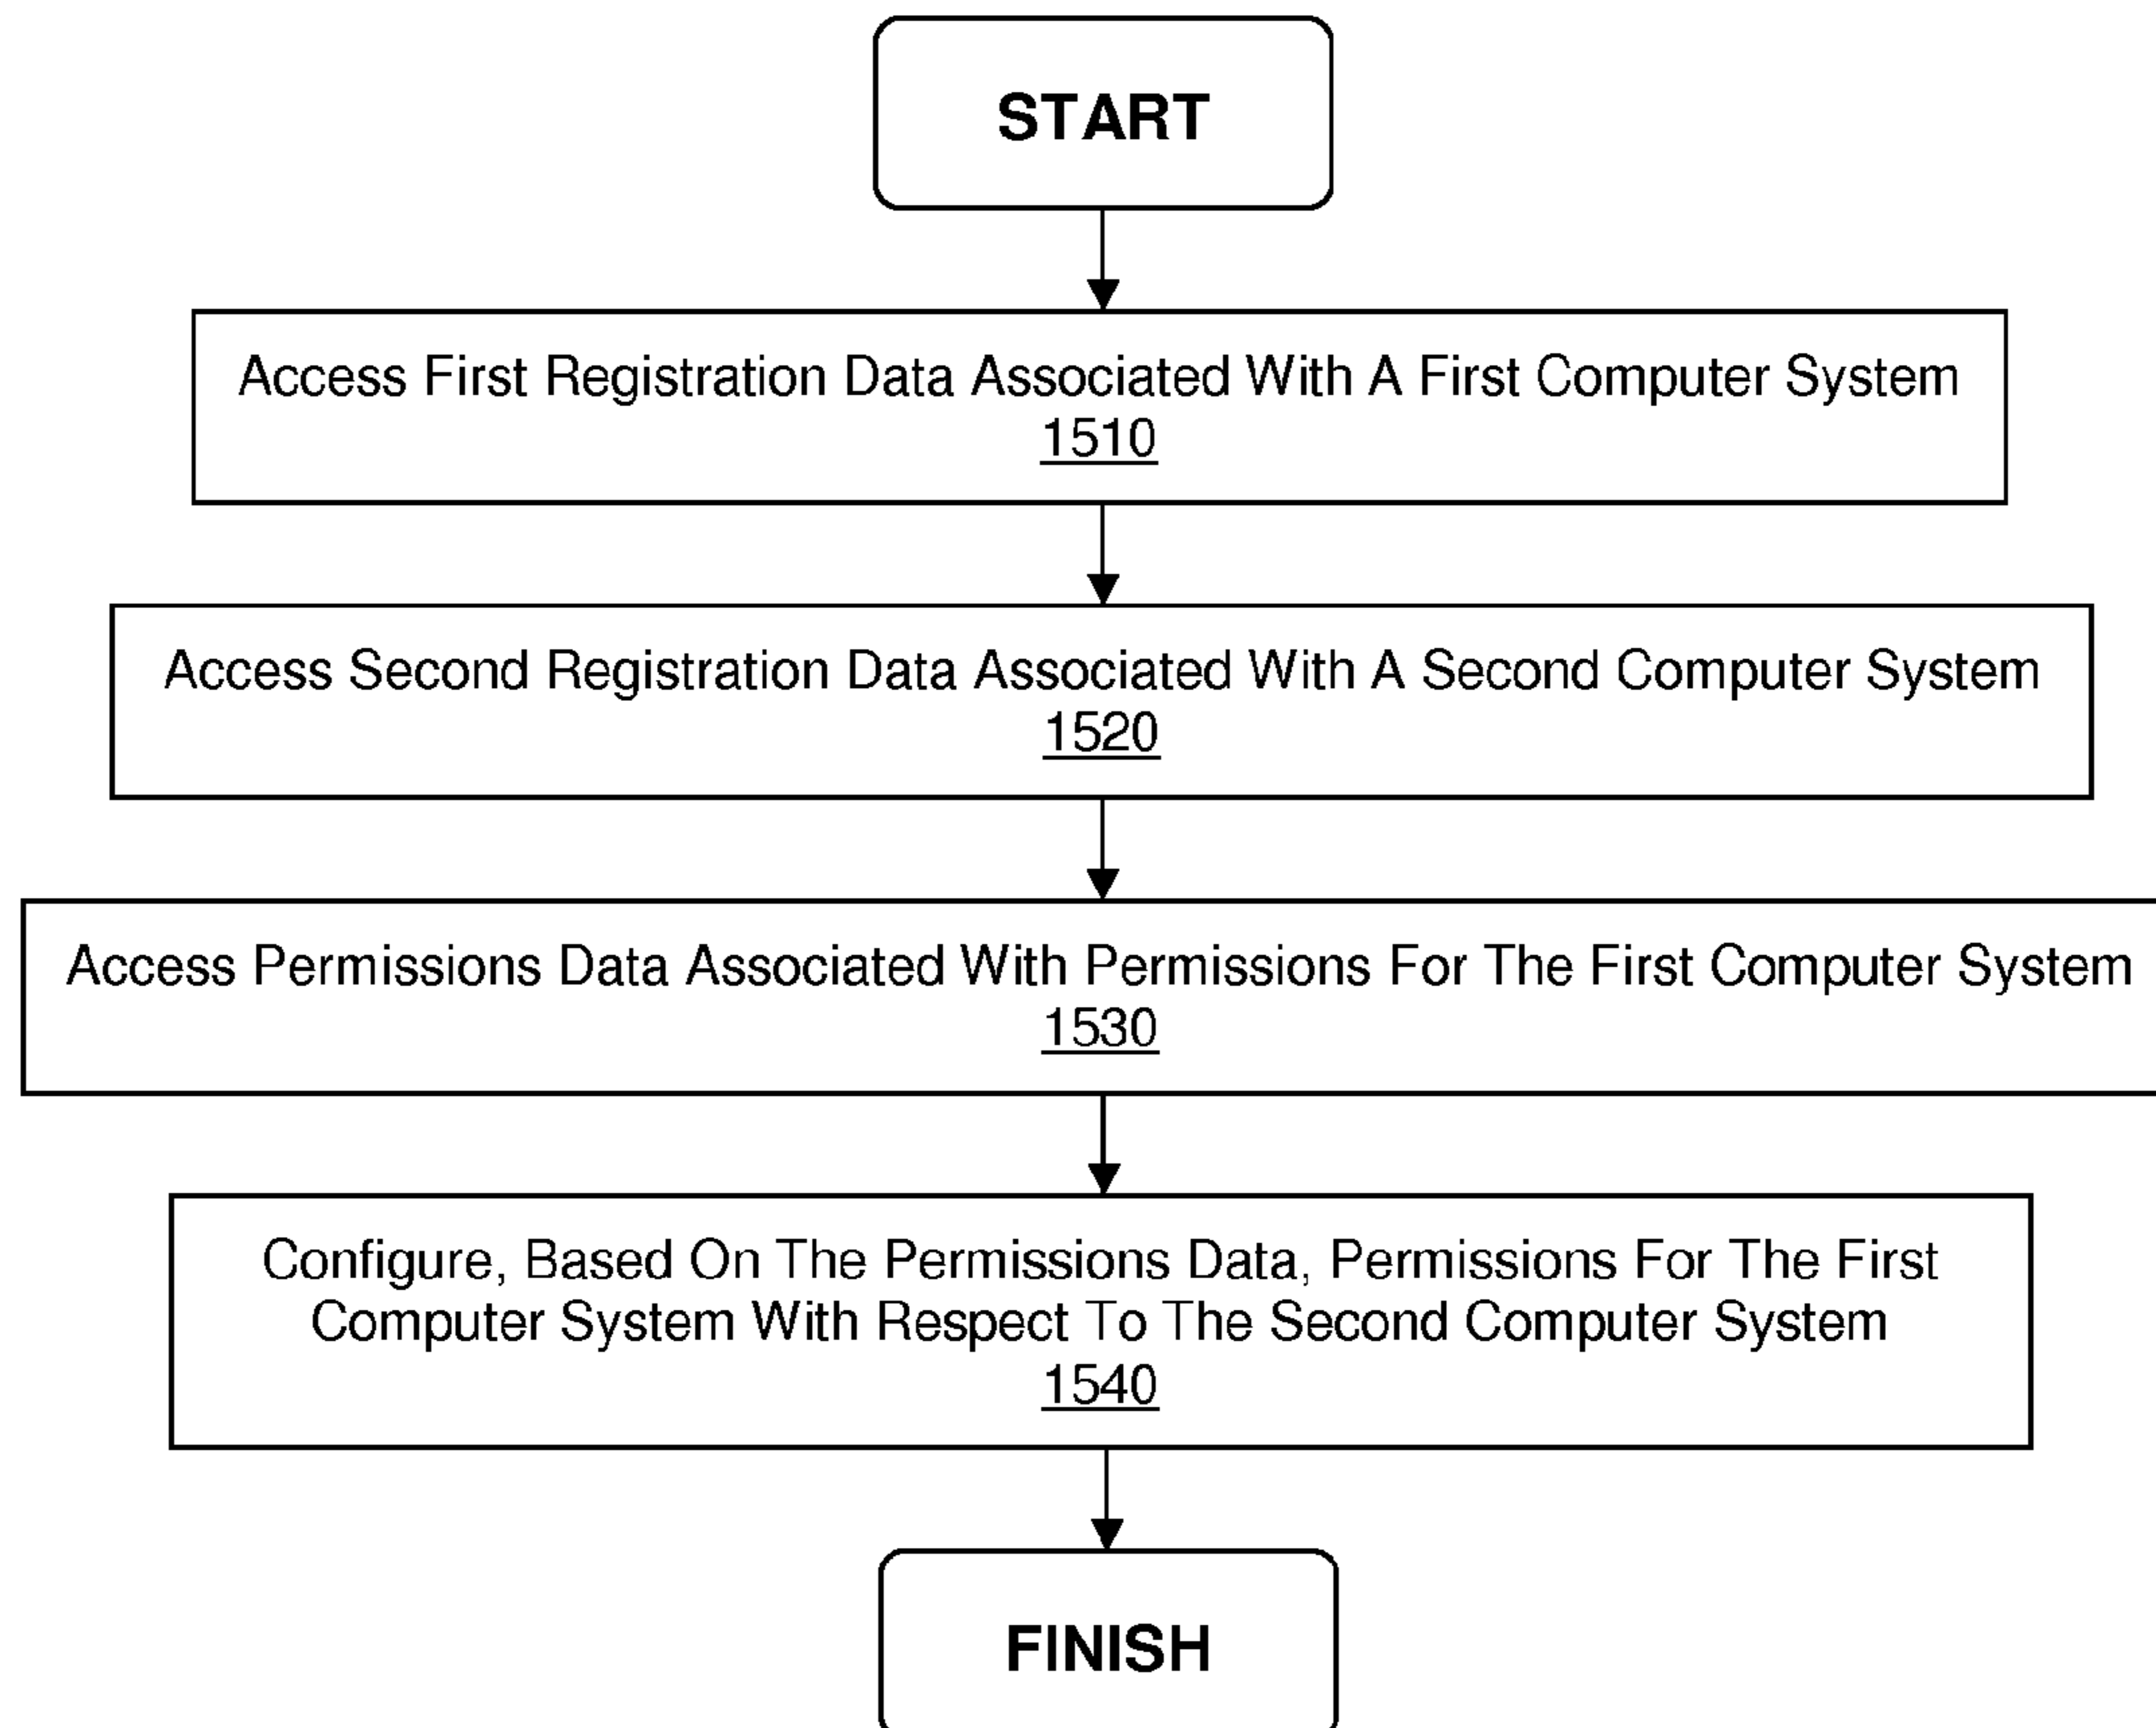 START
Access First Registration Data Associated With A First Computer System
1510
Access Second Registration Data Associated With A Second Computer System
1520
Access Permissions Data Associated With Permissions For The First Computer System
1530
Configure, Based On The Permissions Data, Permissions For The First
Computer System With Respect To The Second Computer System
1540
FINISH